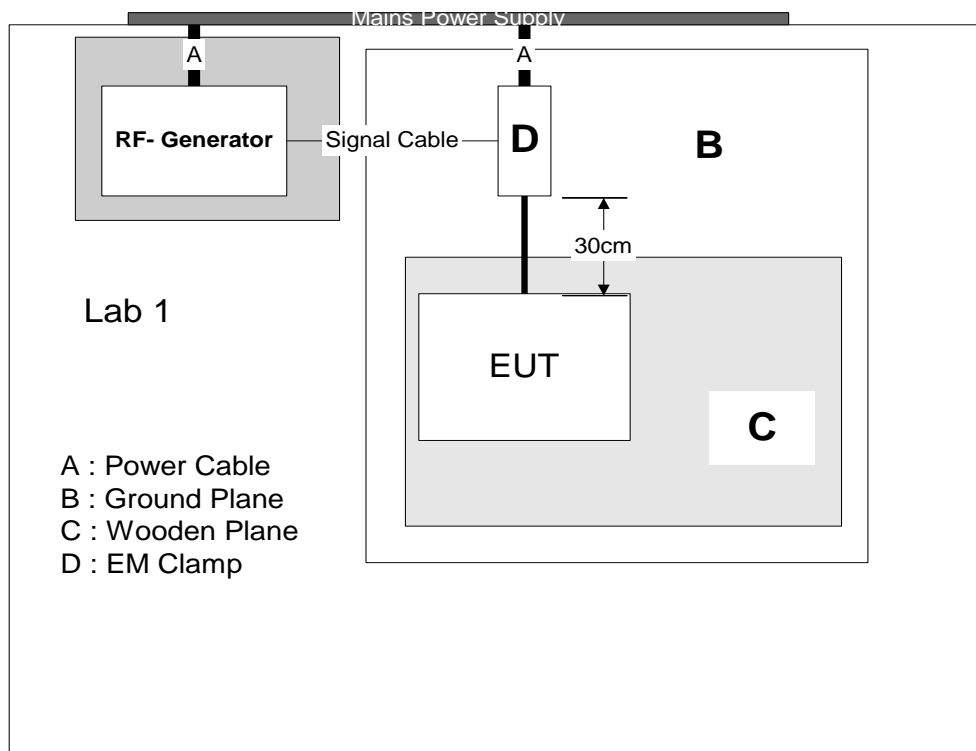 Mains Power Supply
A
A
RF- Generator
Signal Cable
D
B
30cm
Lab 1
EUT
C
A : Power Cable
B : Ground Plane
C : Wooden Plane
D : EM Clamp